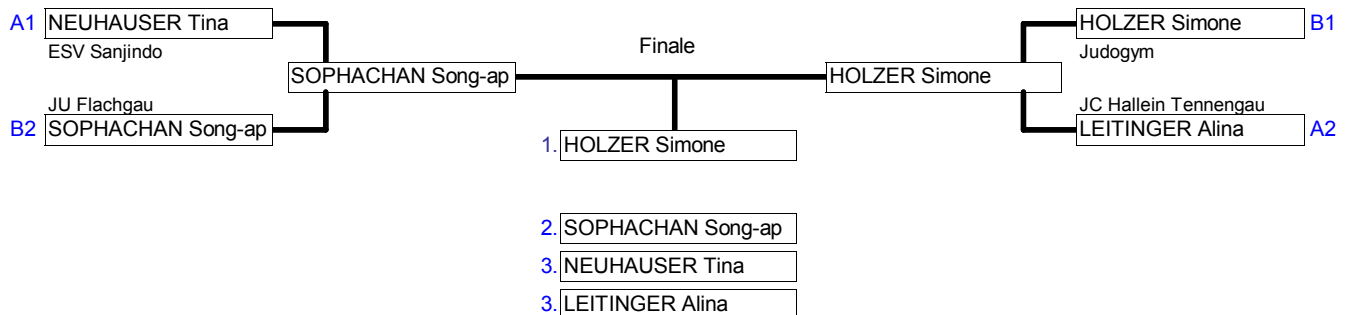 A1 NEUHAUSER Tina
ESV Sanjindo
SOPHACHAN Song-ap
JU Flachgau
B2 SOPHACHAN Song-ap
Finale
HOLZER Simone B1
Judogym
HOLZER Simone
JC Hallein Tennengau
LEITINGER Alina A2
1. HOLZER Simone
2. SOPHACHAN Song-ap
3. NEUHAUSER Tina
3. LEITINGER Alina